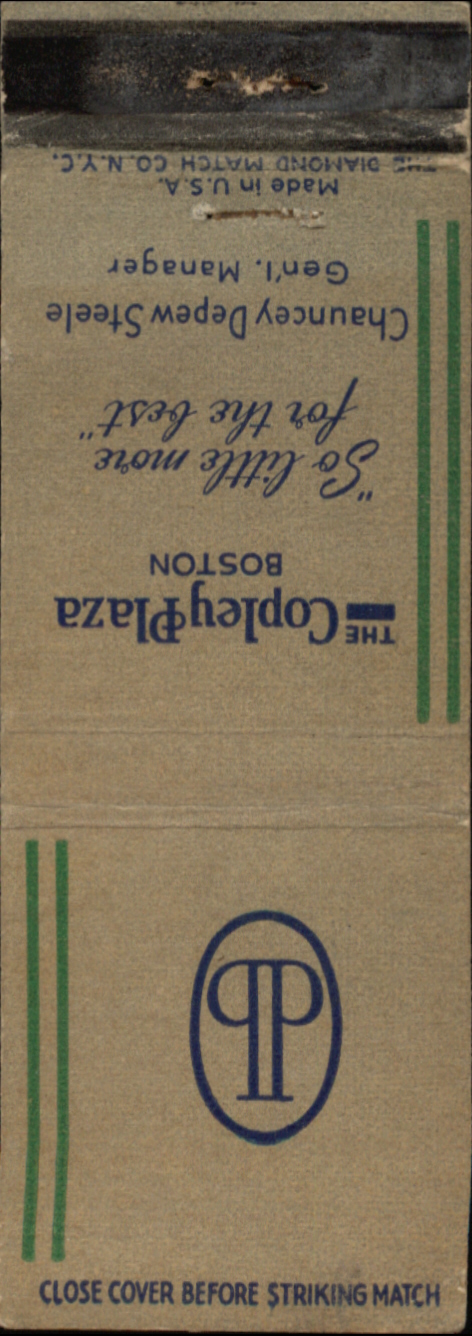 THE Copley Plaza
BOSTON
"So little more
for the best"
Chauncey Depew Steele
Gen'l. Manager
Made in U.S.A.
THE DIAMOND MATCH CO. N.Y.C.
CLOSE COVER BEFORE STRIKING MATCH